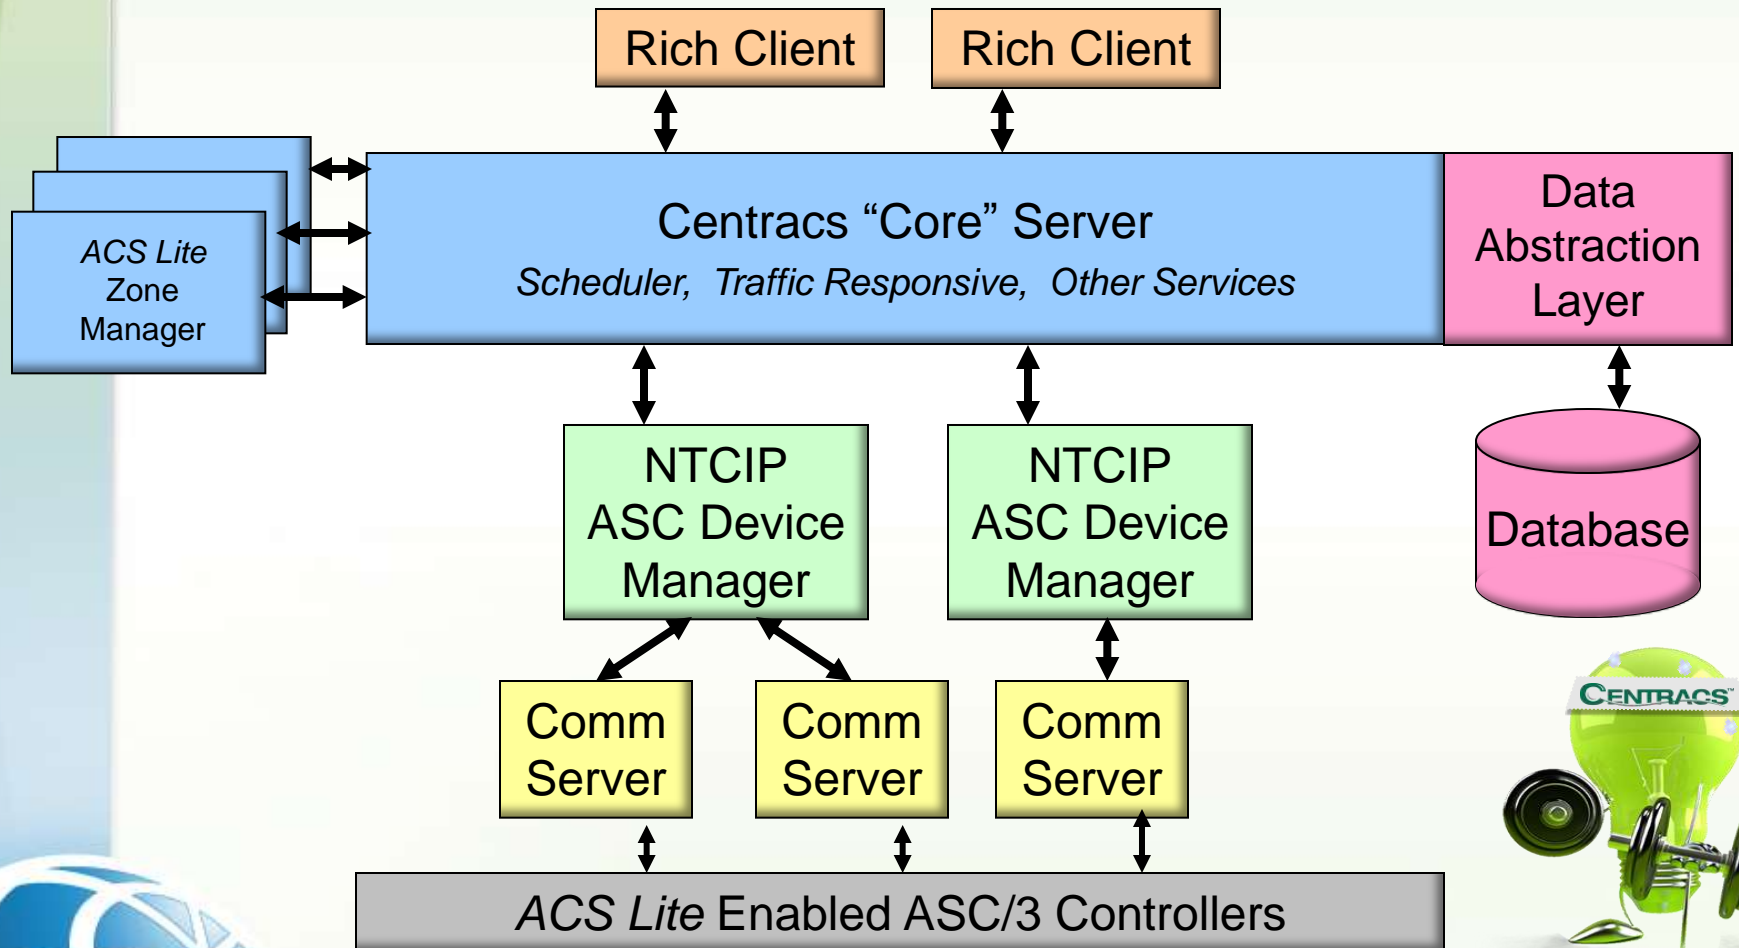 Rich Client
Rich Client
ACS Lite
Zone
Manager
Centracs “Core” Server
Scheduler, Traffic Responsive, Other Services
Data
Abstraction
Layer
NTCIP
ASC Device
Manager
NTCIP
ASC Device
Manager
Database
Comm
Server
Comm
Server
Comm
Server
CENTRACS™
ACS Lite Enabled ASC/3 Controllers